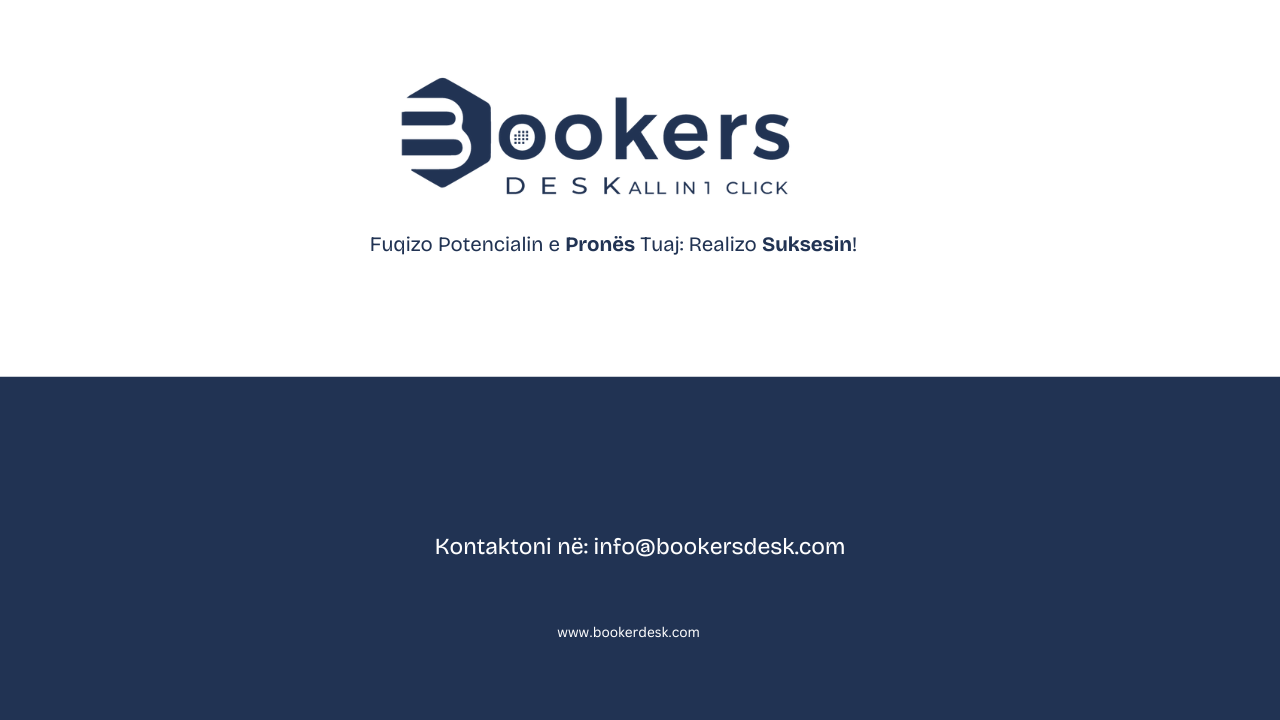 Bookers
DESK ALL IN 1 CLICK
Fuqizo Potencialin e Pronës Tuaj: Realizo Suksesin!
Kontaktoni në: info@bookersdesk.com
www.bookerdesk.com